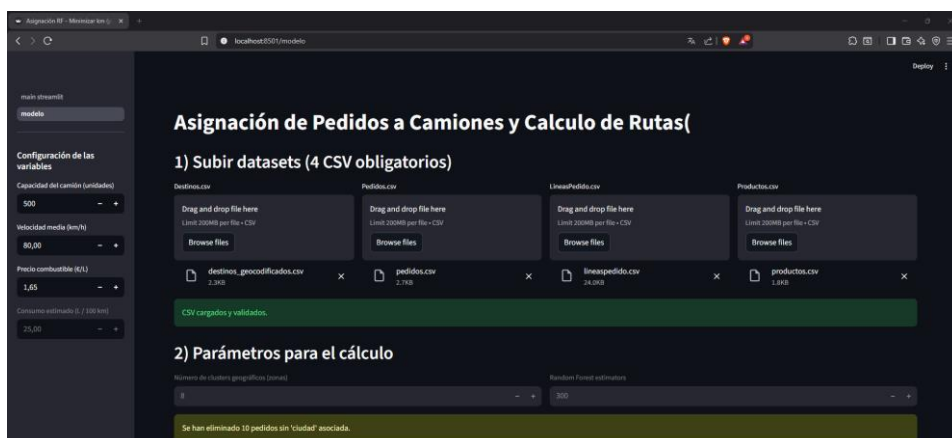 Asignación RF - Minimizar km (
localhost:8501/modelo
Deploy
main streamlit
modelo
Asignación de Pedidos a Camiones y Calculo de Rutas(
Configuración de las
variables
1) Subir datasets (4 CSV obligatorios)
Capacidad del camión (unidades)
500
Velocidad media (km/h)
80,00
Precio combustible (€/L)
1,65
Consumo estimado (L / 100 km)
25,00
Destinos.csv
Drag and drop file here
Limit 200MB per file • CSV
Browse files
destinos_geocodificados.csv
2.3KB
Pedidos.csv
Drag and drop file here
Limit 200MB per file • CSV
Browse files
pedidos.csv
2.7KB
LineasPedido.csv
Drag and drop file here
Limit 200MB per file • CSV
Browse files
lineaspedido.csv
24.0KB
Productos.csv
Drag and drop file here
Limit 200MB per file • CSV
Browse files
productos.csv
1.8KB
CSV cargados y validados.
2) Parámetros para el cálculo
Número de clusters geográficos (zonas)
8
Random Forest estimators
300
Se han eliminado 10 pedidos sin 'ciudad' asociada.